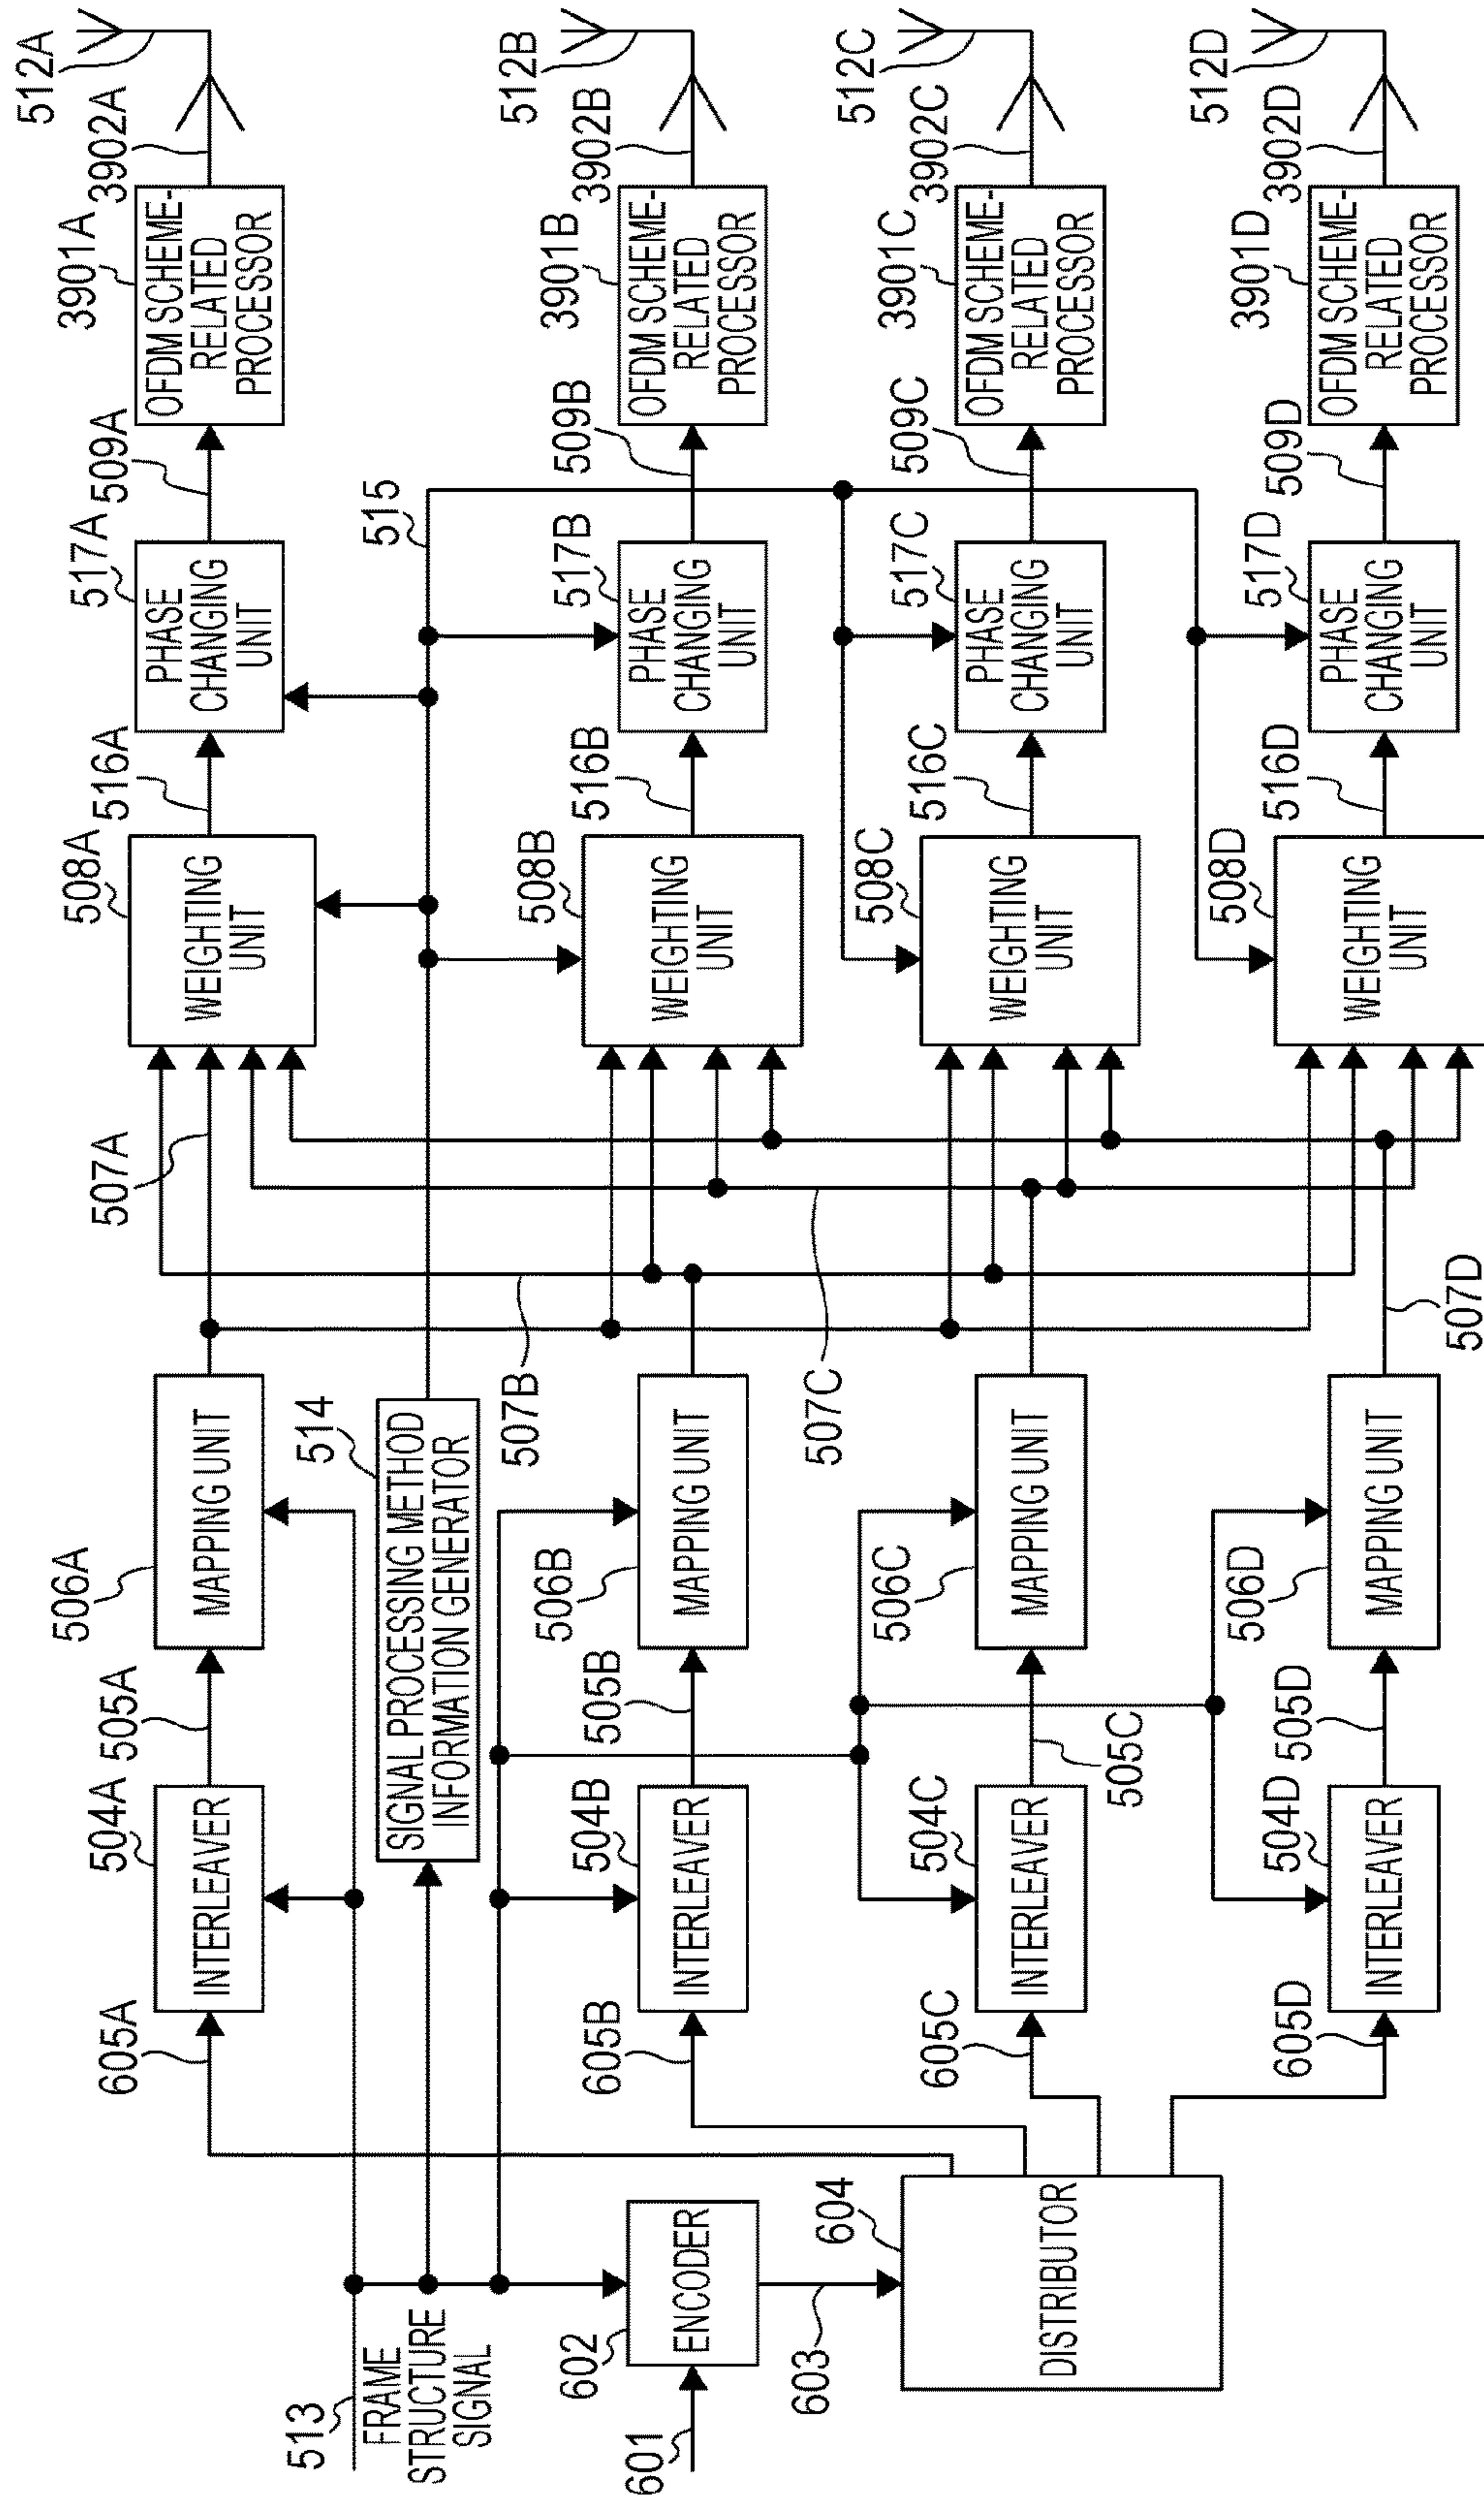 513
FRAME
STRUCTURE
SIGNAL
601
602
ENCODER
603
604
DISTRIBUTOR
605A
504A
INTERLEAVER
505A
506A
MAPPING UNIT
507A
508A
WEIGHTING
UNIT
516A
517A
PHASE
CHANGING
UNIT
509A
3901A
OFDM SCHEME-
RELATED
PROCESSOR
3902A
512A
514
SIGNAL PROCESSING METHOD
INFORMATION GENERATOR
515
605B
504B
INTERLEAVER
505B
506B
MAPPING UNIT
507B
508B
WEIGHTING
UNIT
516B
517B
PHASE
CHANGING
UNIT
509B
3901B
OFDM SCHEME-
RELATED
PROCESSOR
3902B
512B
605C
504C
INTERLEAVER
505C
506C
MAPPING UNIT
507C
508C
WEIGHTING
UNIT
516C
517C
PHASE
CHANGING
UNIT
509C
3901C
OFDM SCHEME-
RELATED
PROCESSOR
3902C
512C
605D
504D
INTERLEAVER
505D
506D
MAPPING UNIT
507D
508D
WEIGHTING
UNIT
516D
517D
PHASE
CHANGING
UNIT
509D
3901D
OFDM SCHEME-
RELATED
PROCESSOR
3902D
512D